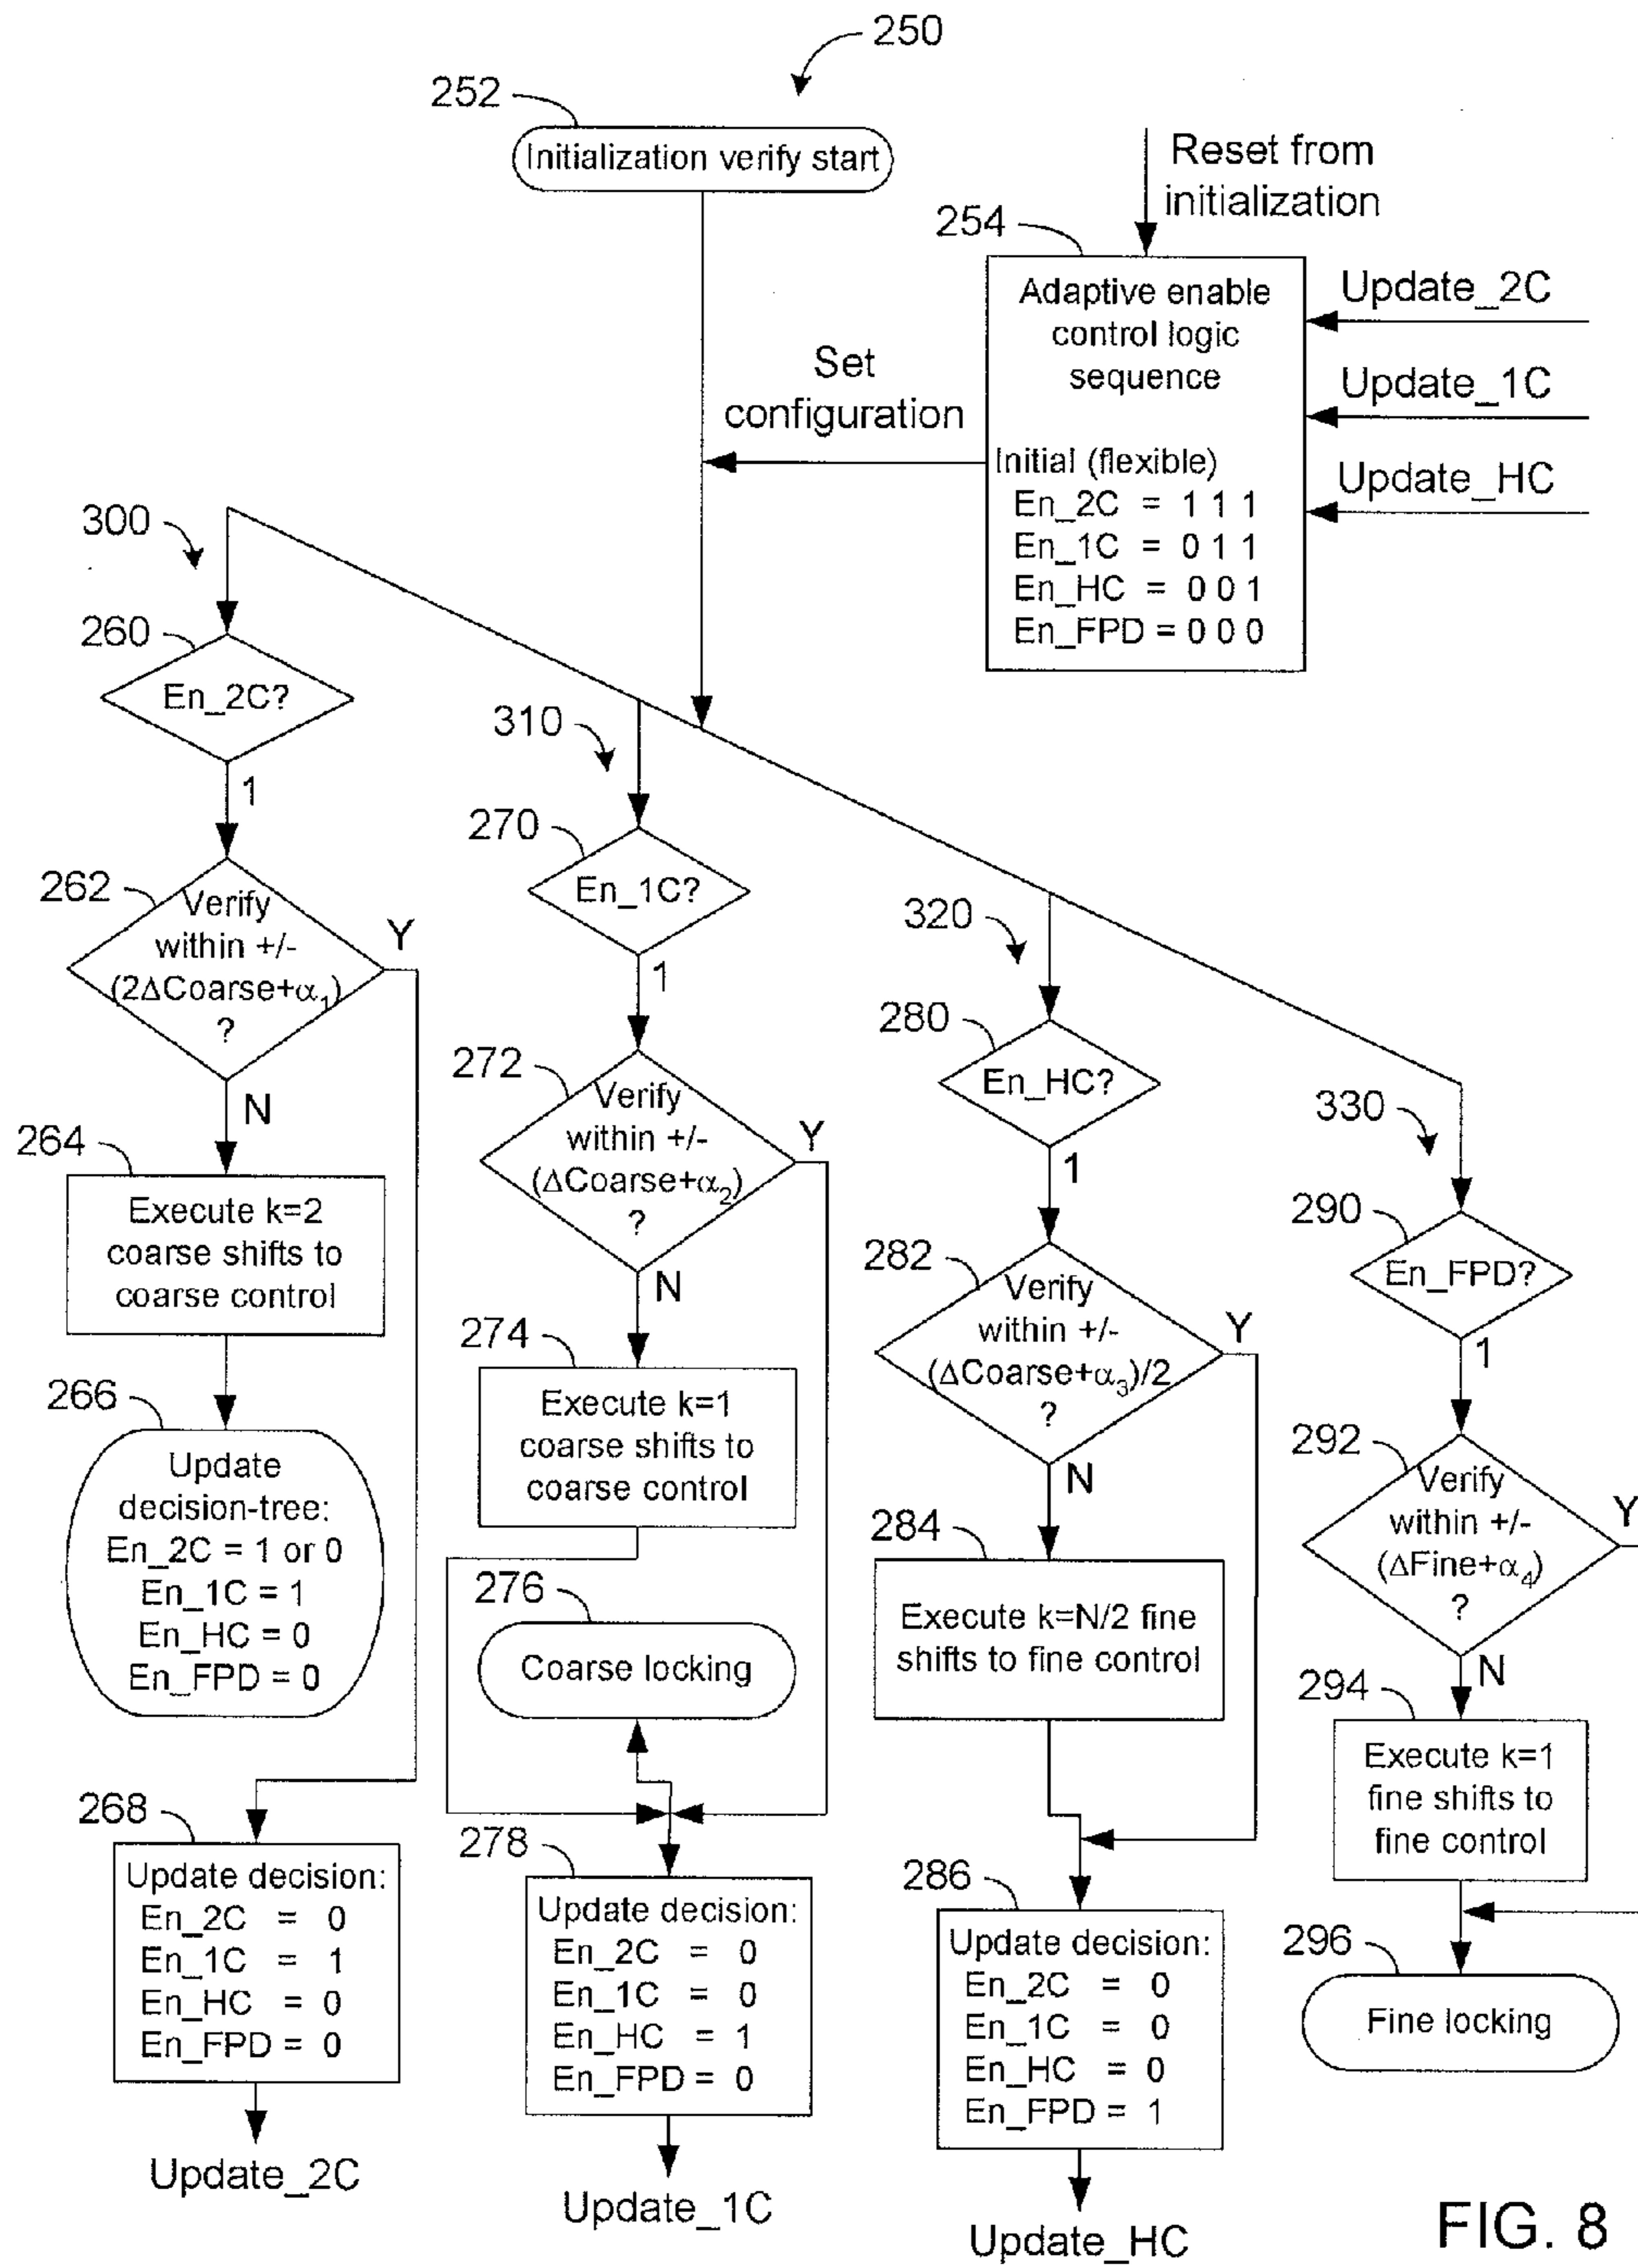 250
252
Initialization verify start
Reset from
initialization
254
Adaptive enable
control logic
sequence
Initial (flexible)
En_2C = 1 1 1
En_1C = 0 1 1
En_HC = 0 0 1
En_FPD = 0 0 0
Update_2C
Update_1C
Update_HC
Set
configuration
300
260
En_2C?
1
262
Verify
within +/-
(2ΔCoarse+α1)
?
Y
N
264
Execute k=2
coarse shifts to
coarse control
266
Update
decision-tree:
En_2C = 1 or 0
En_1C = 1
En_HC = 0
En_FPD = 0
268
Update decision:
En_2C = 0
En_1C = 1
En_HC = 0
En_FPD = 0
Update_2C
310
270
En_1C?
1
272
Verify
within +/-
(ΔCoarse+α2)
?
Y
N
274
Execute k=1
coarse shifts to
coarse control
276
Coarse locking
278
Update decision:
En_2C = 0
En_1C = 0
En_HC = 1
En_FPD = 0
Update_1C
320
280
En_HC?
1
282
Verify
within +/-
(ΔCoarse+α3)/2
?
Y
N
284
Execute k=N/2 fine
shifts to fine control
286
Update decision:
En_2C = 0
En_1C = 0
En_HC = 0
En_FPD = 1
Update_HC
330
290
En_FPD?
1
292
Verify
within +/-
(ΔFine+α4)
?
Y
N
294
Execute k=1
fine shifts to
fine control
296
Fine locking
FIG. 8